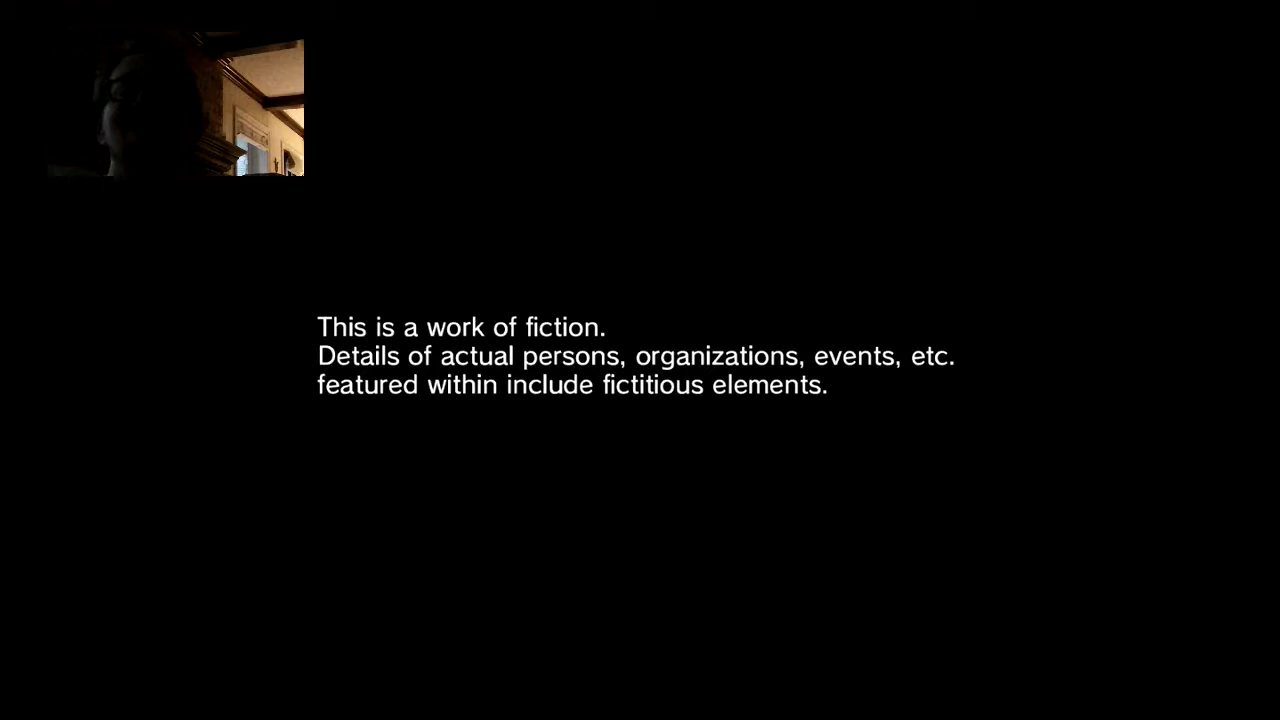 This is a work of fiction.
Details of actual persons, organizations, events, etc.
featured within include fictitious elements.